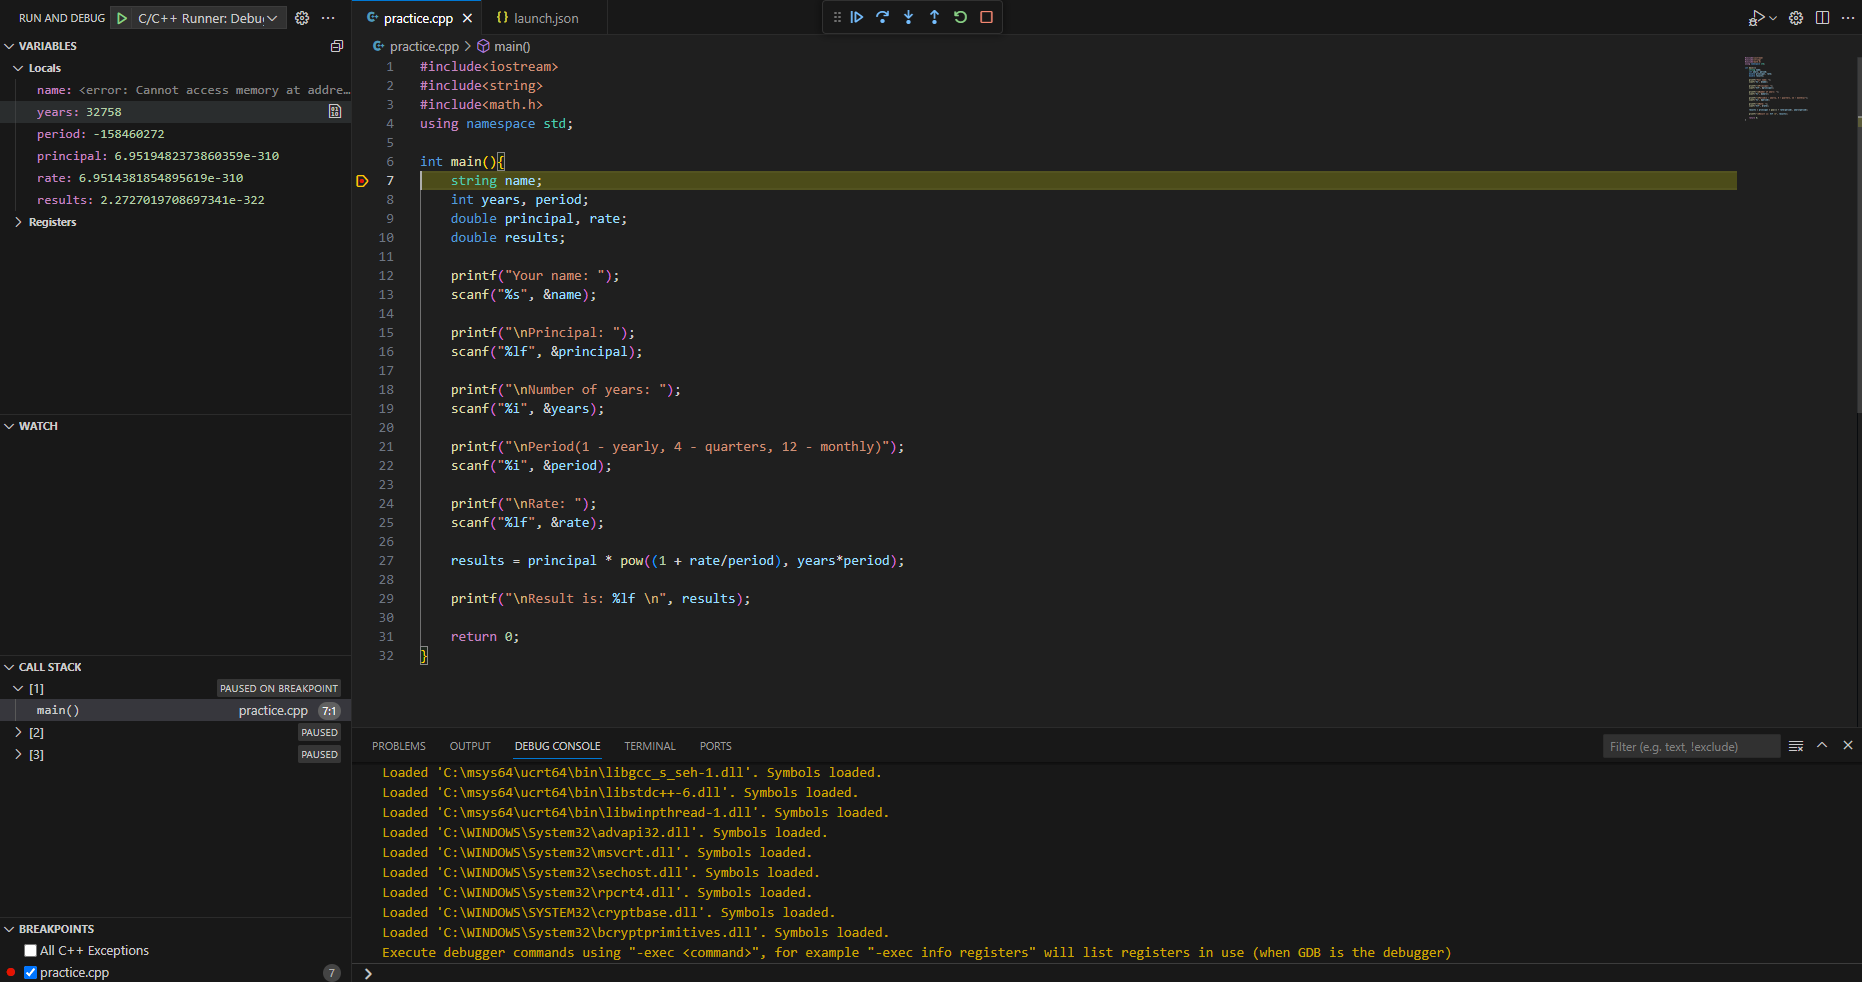 RUN AND DEBUG C/C++ Runner: Debu
practice.cpp launch.json
VARIABLES
Locals
name: <error: Cannot access memory at addre...
years: 32758
period: -158460272
principal: 6.9519482373860359e-310
rate: 6.9514381854895619e-310
results: 2.2727019708697341e-322
Registers
WATCH
CALL STACK
[1] PAUSED ON BREAKPOINT
main() practice.cpp 7:1
[2] PAUSED
[3] PAUSED
BREAKPOINTS
All C++ Exceptions
practice.cpp 7
practice.cpp > main()
1 #include<iostream>
2 #include<string>
3 #include<math.h>
4 using namespace std;
5
6 int main(){
7 string name;
8 int years, period;
9 double principal, rate;
10 double results;
11
12 printf("Your name: ");
13 scanf("%s", &name);
14
15 printf("\nPrincipal: ");
16 scanf("%lf", &principal);
17
18 printf("\nNumber of years: ");
19 scanf("%i", &years);
20
21 printf("\nPeriod(1 - yearly, 4 - quarters, 12 - monthly)");
22 scanf("%i", &period);
23
24 printf("\nRate: ");
25 scanf("%lf", &rate);
26
27 results = principal * pow((1 + rate/period), years*period);
28
29 printf("\nResult is: %lf \n", results);
30
31 return 0;
32 }
PROBLEMS OUTPUT DEBUG CONSOLE TERMINAL PORTS Filter (e.g. text, !exclude)
Loaded 'C:\msys64\ucrt64\bin\libgcc_s_seh-1.dll'. Symbols loaded.
Loaded 'C:\msys64\ucrt64\bin\libstdc++-6.dll'. Symbols loaded.
Loaded 'C:\msys64\ucrt64\bin\libwinpthread-1.dll'. Symbols loaded.
Loaded 'C:\WINDOWS\System32\advapi32.dll'. Symbols loaded.
Loaded 'C:\WINDOWS\System32\msvcrt.dll'. Symbols loaded.
Loaded 'C:\WINDOWS\System32\sechost.dll'. Symbols loaded.
Loaded 'C:\WINDOWS\System32\rpcrt4.dll'. Symbols loaded.
Loaded 'C:\WINDOWS\SYSTEM32\cryptbase.dll'. Symbols loaded.
Loaded 'C:\WINDOWS\System32\bcryptprimitives.dll'. Symbols loaded.
Execute debugger commands using "-exec <command>", for example "-exec info registers" will list registers in use (when GDB is the debugger)